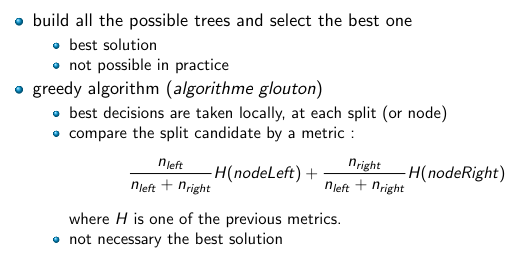 build all the possible trees and select the best one
best solution
not possible in practice
greedy algorithm (algorithme glouton)
best decisions are taken locally, at each split (or node)
compare the split candidate by a metric :
\frac{n_{left}}{n_{left} + n_{right}} H(nodeLeft) + \frac{n_{right}}{n_{left} + n_{right}} H(nodeRight)
where H is one of the previous metrics.
not necessary the best solution